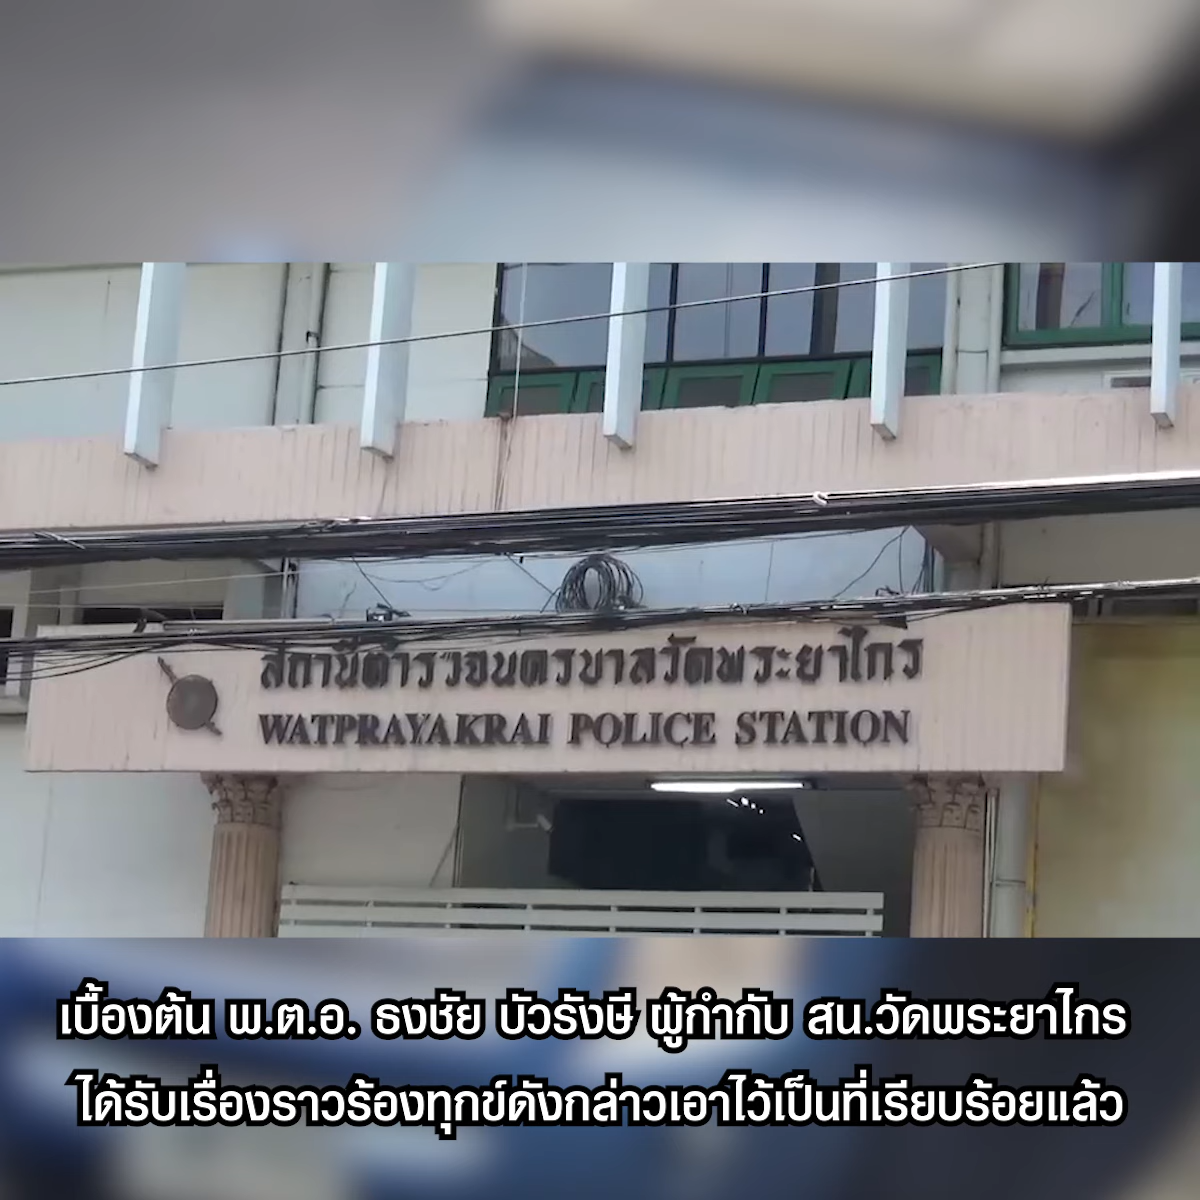 สถานีตำรวจนครบาลวัดพระยาไกร
WATPRAYAKRAI POLICE STATION
เบื้องต้น พ.ต.อ. ธงชัย บัวรังษี ผู้กำกับ สน.วัดพระยาไกร
ได้รับเรื่องราวร้องทุกข์ดังกล่าวเอาไว้เป็นที่เรียบร้อยแล้ว